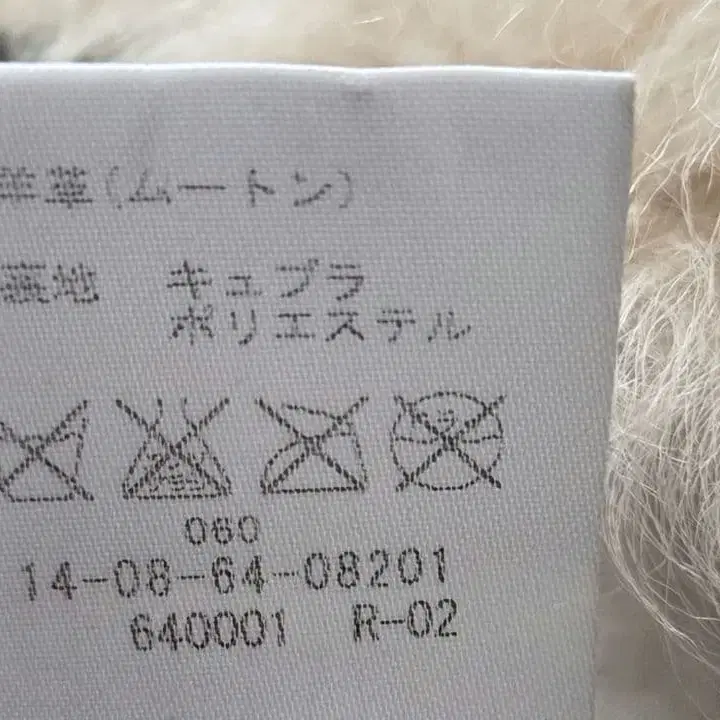 羊革(ムートン)
裏地 キュプラ
ポリエステル
060
14-08-64-08201
640001 R-02